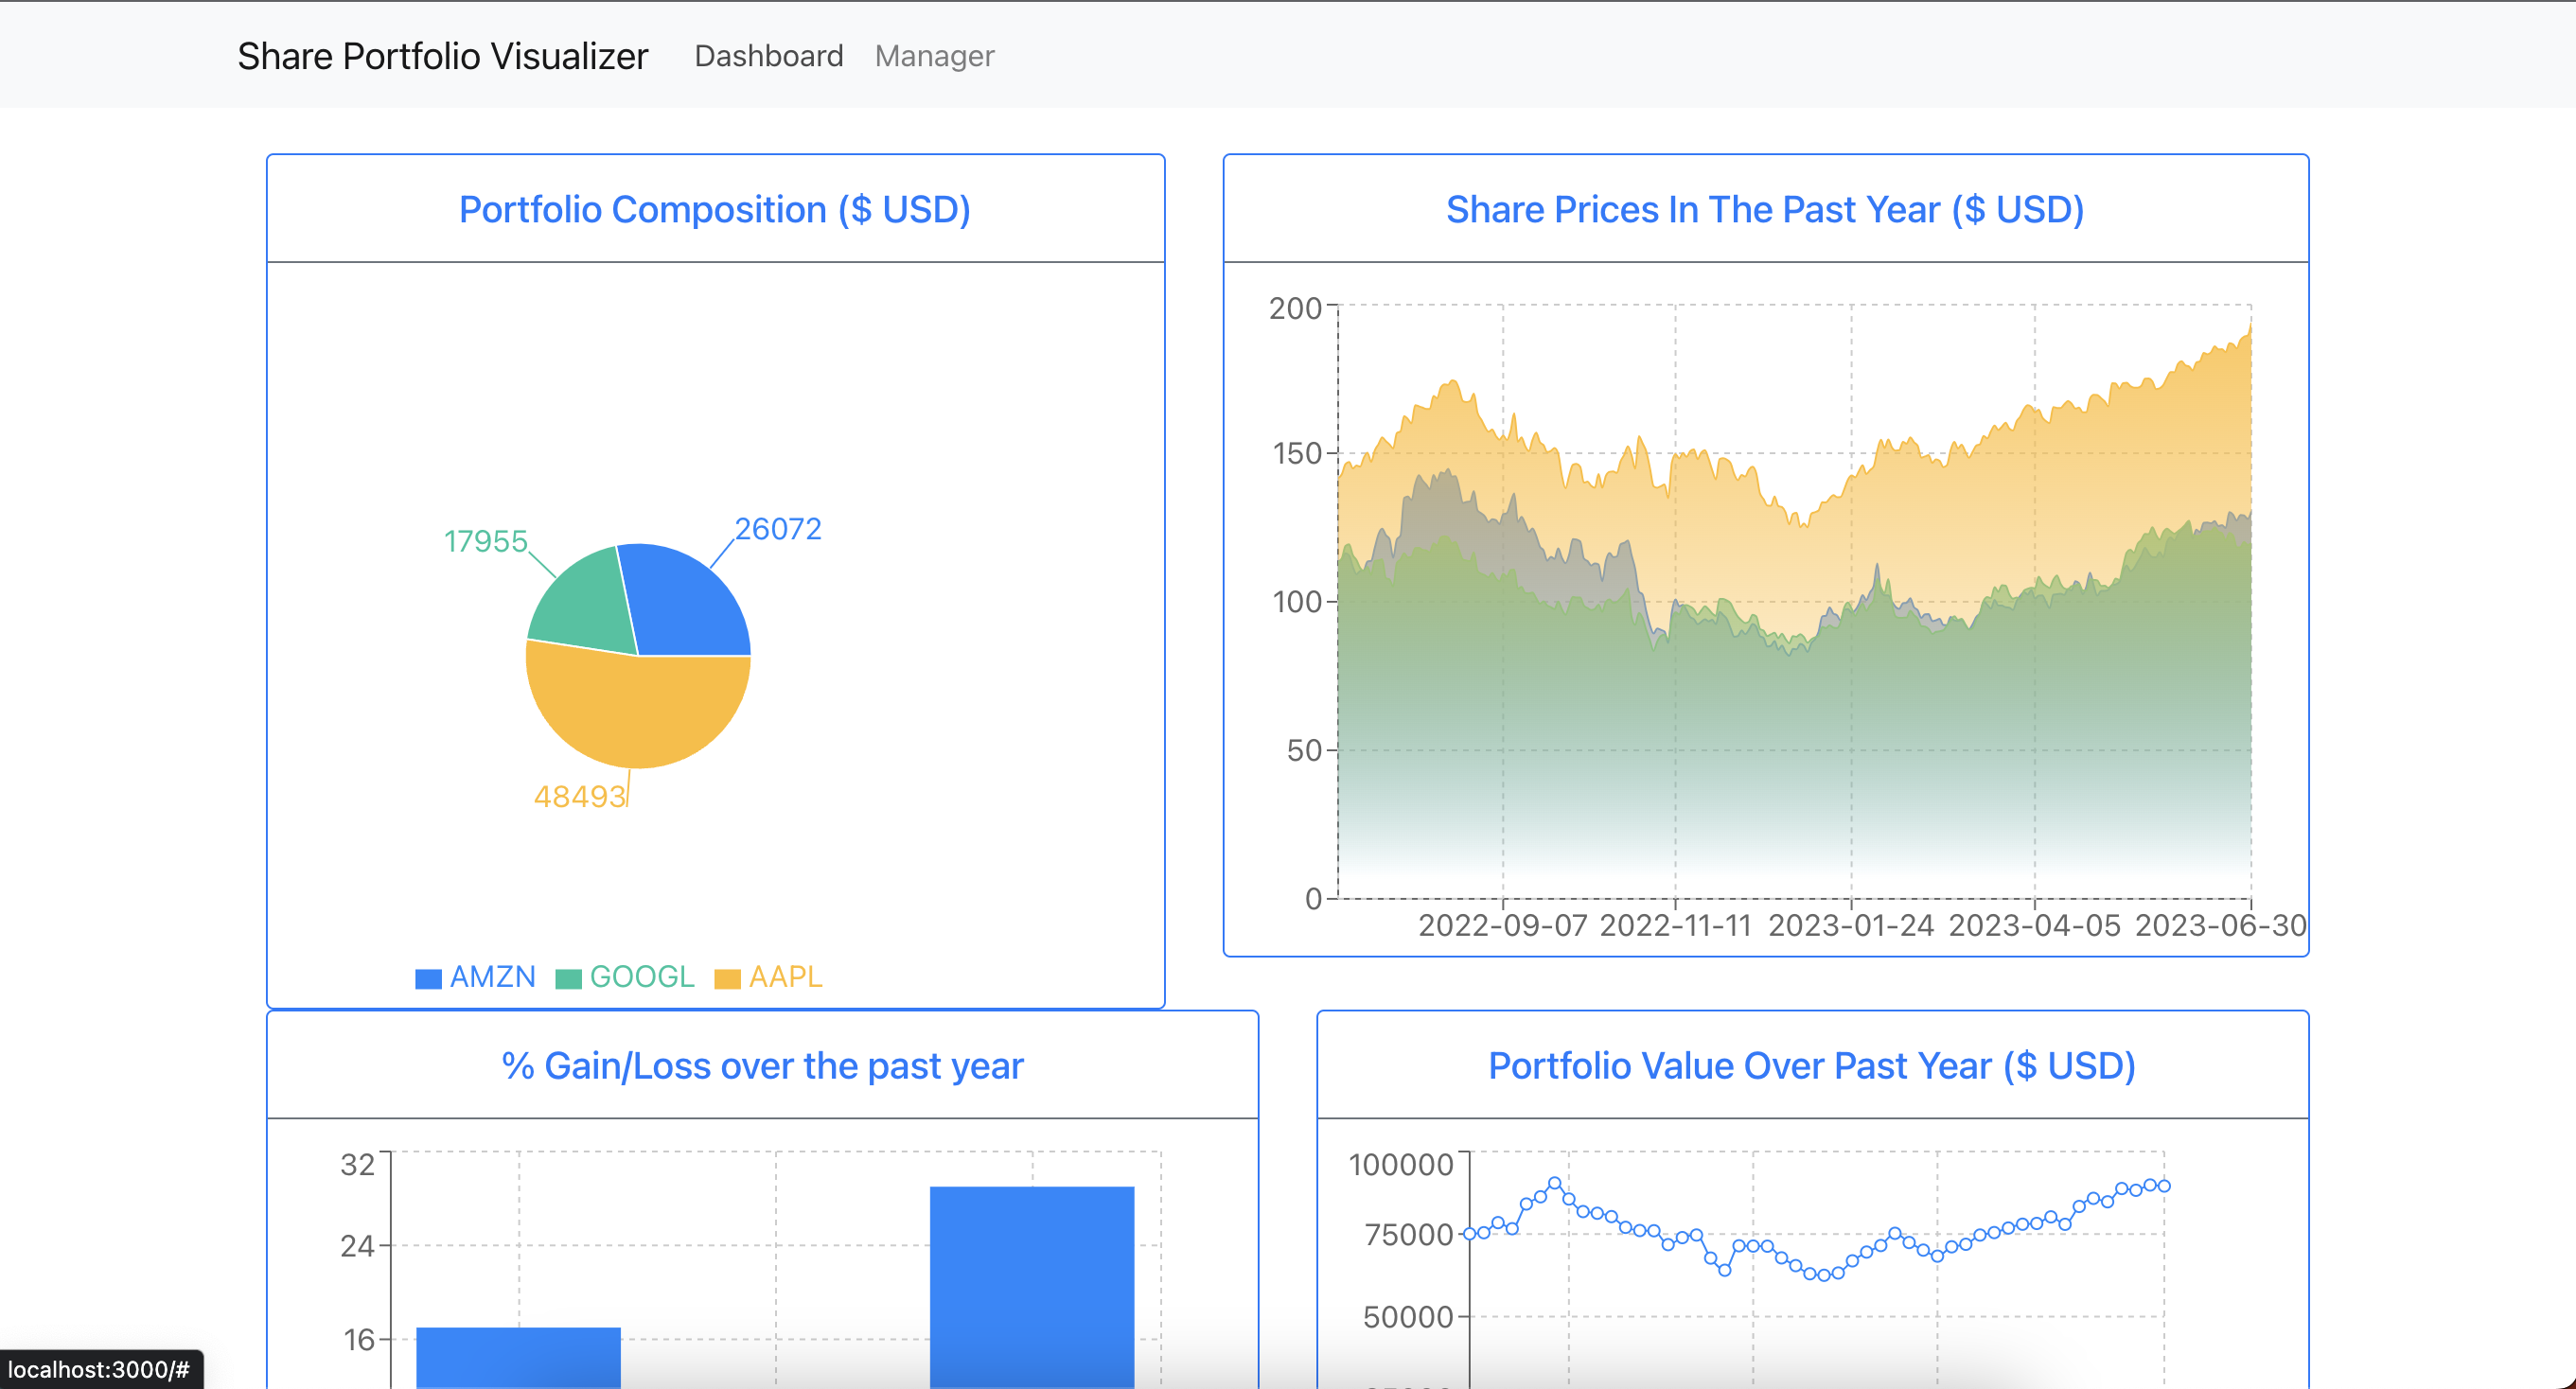 Share Portfolio Visualizer Dashboard Manager
Portfolio Composition ($ USD)
17955
26072
48493
AMZN GOOGL AAPL
Share Prices In The Past Year ($ USD)
200
150
100
50
0
2022-09-07 2022-11-11 2023-01-24 2023-04-05 2023-06-30
% Gain/Loss over the past year
32
24
16
Portfolio Value Over Past Year ($ USD)
100000
75000
50000
localhost:3000/#